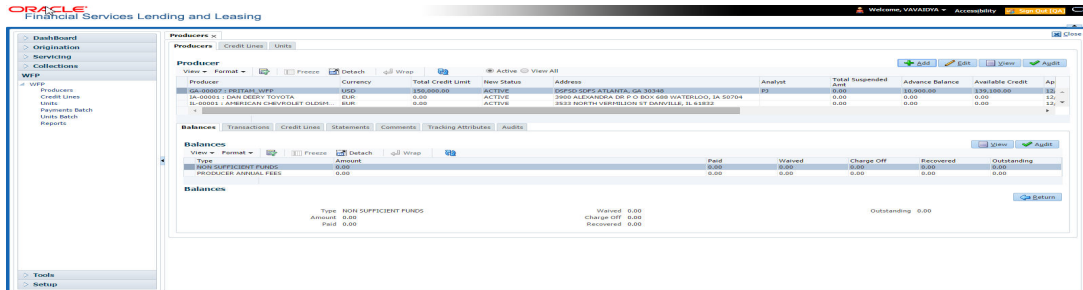 ORACLE
Financial Services Lending and Leasing
Welcome, VAVAIDYA Accessibility Sign Out [QA]
DashBoard
Origination
Servicing
Collections
WFP
WFP
Producers
Credit Lines
Units
Payments Batch
Units Batch
Reports
Tools
Setup
Producers x Close
Producers Credit Lines Units
Producer Add Edit View Audit
View Format Freeze Detach Wrap Active View All
Producer Currency Total Credit Limit New Status Address Analyst Total Suspended Amt Advance Balance Available Credit Ap
GA-00007 : PRITAM_WFP USD 150,000.00 ACTIVE DSFSD SDFS ATLANTA, GA 30348 PJ 0.00 10,900.00 139,100.00 12,
IA-00001 : DAN DEERY TOYOTA EUR 0.00 ACTIVE 3900 ALEXANDRA DR P O BOX 688 WATERLOO, IA 50704 0.00 0.00 0.00 12,
IL-00001 : AMERICAN CHEVROLET OLDSM... EUR 0.00 ACTIVE 3533 NORTH VERMILION ST DANVILLE, IL 61832 0.00 0.00 0.00 12,
Balances Transactions Credit Lines Statements Comments Tracking Attributes Audits
Balances View Audit
View Format Freeze Detach Wrap
Type Amount Paid Waived Charge Off Recovered Outstanding
NON SUFFICIENT FUNDS 0.00 0.00 0.00 0.00 0.00 0.00
PRODUCER ANNUAL FEES 0.00 0.00 0.00 0.00 0.00 0.00
Balances
Return
Type NON SUFFICIENT FUNDS Waived 0.00 Outstanding 0.00
Amount 0.00 Charge Off 0.00
Paid 0.00 Recovered 0.00